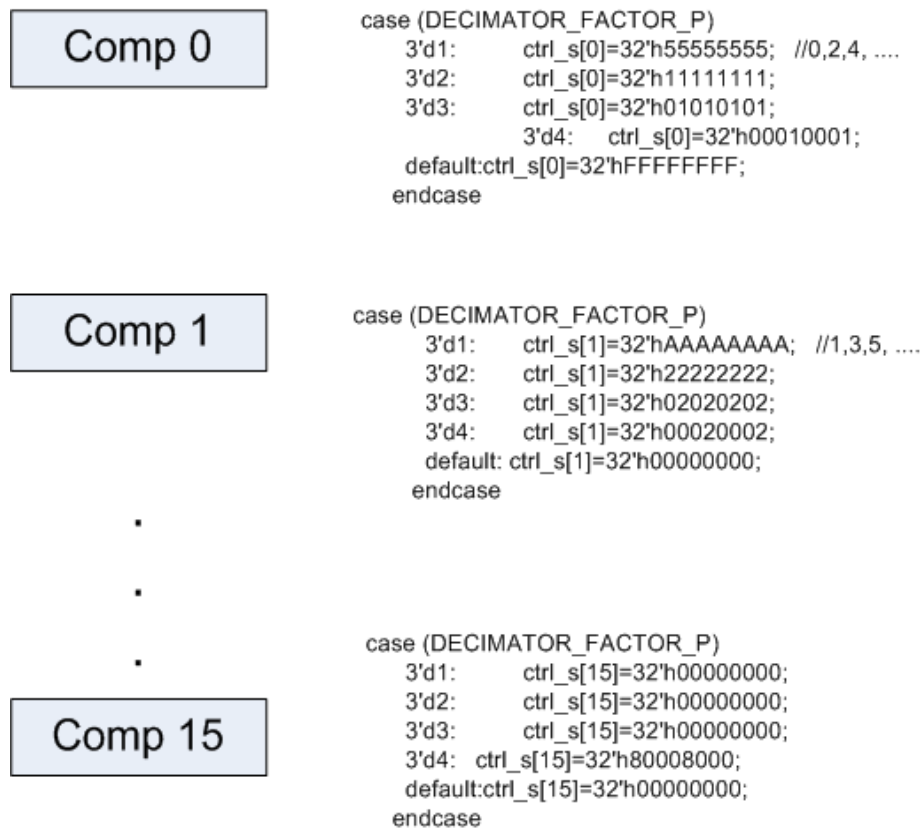 Comp 0
case (DECIMATOR_FACTOR_P)
3'd1: ctrl_s[0]=32'h55555555; //0,2,4, ....
3'd2: ctrl_s[0]=32'h11111111;
3'd3: ctrl_s[0]=32'h01010101;
3'd4: ctrl_s[0]=32'h00010001;
default:ctrl_s[0]=32'hFFFFFFFF;
endcase
Comp 1
case (DECIMATOR_FACTOR_P)
3'd1: ctrl_s[1]=32'hAAAAAAAA; //1,3,5, ....
3'd2: ctrl_s[1]=32'h22222222;
3'd3: ctrl_s[1]=32'h02020202;
3'd4: ctrl_s[1]=32'h00020002;
default: ctrl_s[1]=32'h00000000;
endcase
.
.
.
Comp 15
case (DECIMATOR_FACTOR_P)
3'd1: ctrl_s[15]=32'h00000000;
3'd2: ctrl_s[15]=32'h00000000;
3'd3: ctrl_s[15]=32'h00000000;
3'd4: ctrl_s[15]=32'h80008000;
default:ctrl_s[15]=32'h00000000;
endcase